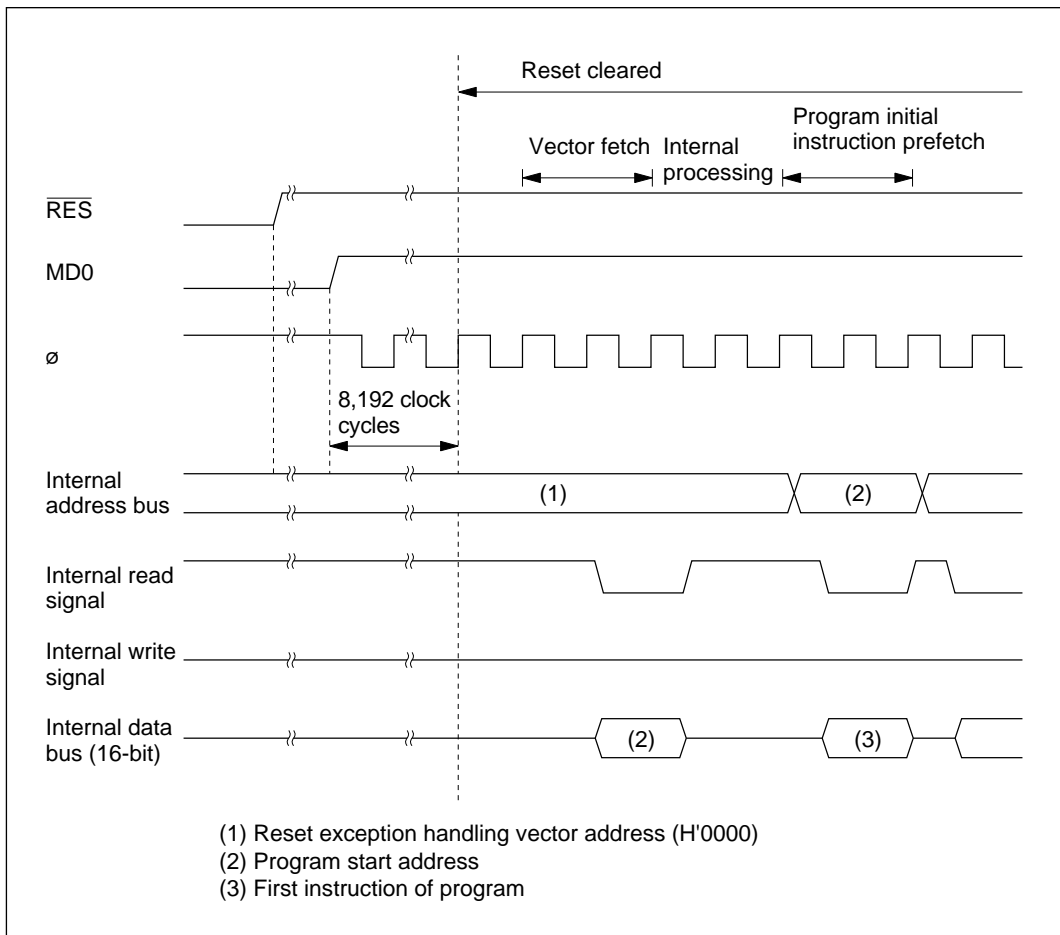 Reset cleared
Program initial
instruction prefetch
Vector fetch
Internal
processing
RES
MD0
ø
8,192 clock
cycles
Internal
address bus
(1)
(2)
Internal read
signal
Internal write
signal
Internal data
bus (16-bit)
(2)
(3)
(1) Reset exception handling vector address (H'0000)
(2) Program start address
(3) First instruction of program